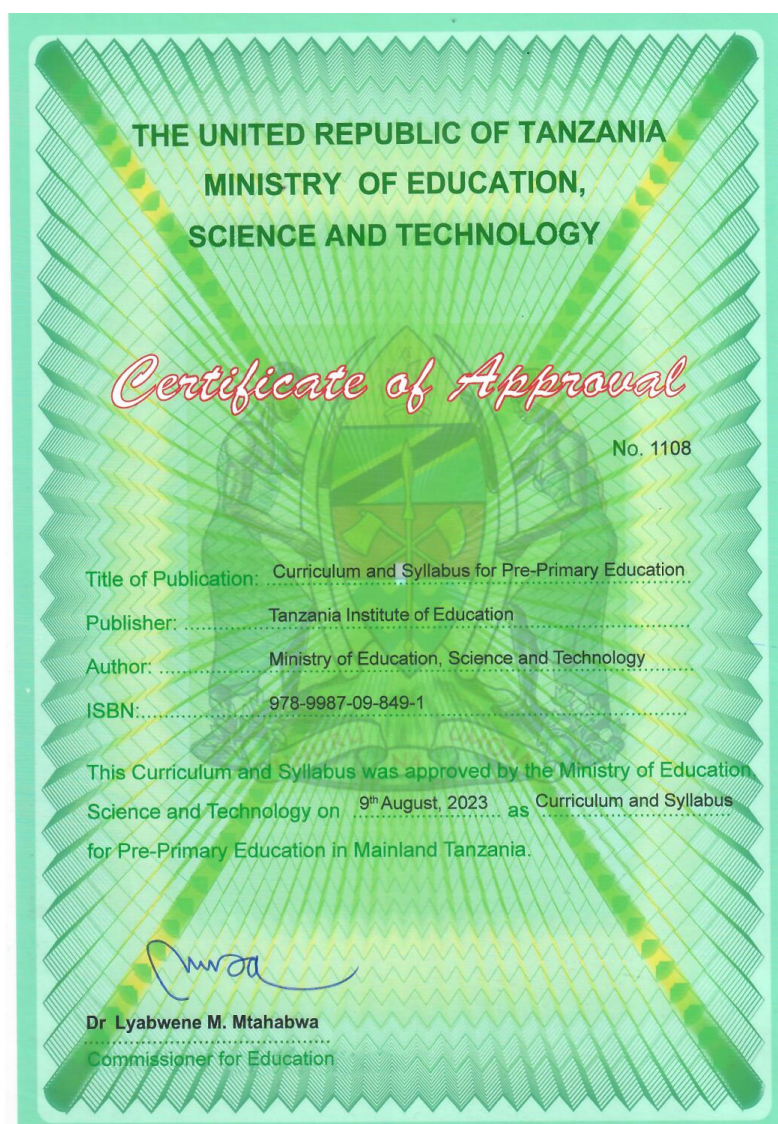 THE UNITED REPUBLIC OF TANZANIA
MINISTRY OF EDUCATION,
SCIENCE AND TECHNOLOGY
Certificate of Approval
No. 1108
Title of Publication: Curriculum and Syllabus for Pre-Primary Education
Publisher: Tanzania Institute of Education
Author: Ministry of Education, Science and Technology
ISBN: 978-9987-09-849-1
This Curriculum and Syllabus was approved by the Ministry of Education,
Science and Technology on 9th August, 2023 as Curriculum and Syllabus
for Pre-Primary Education in Mainland Tanzania.
Dr Lyabwene M. Mtahabwa
Commissioner for Education